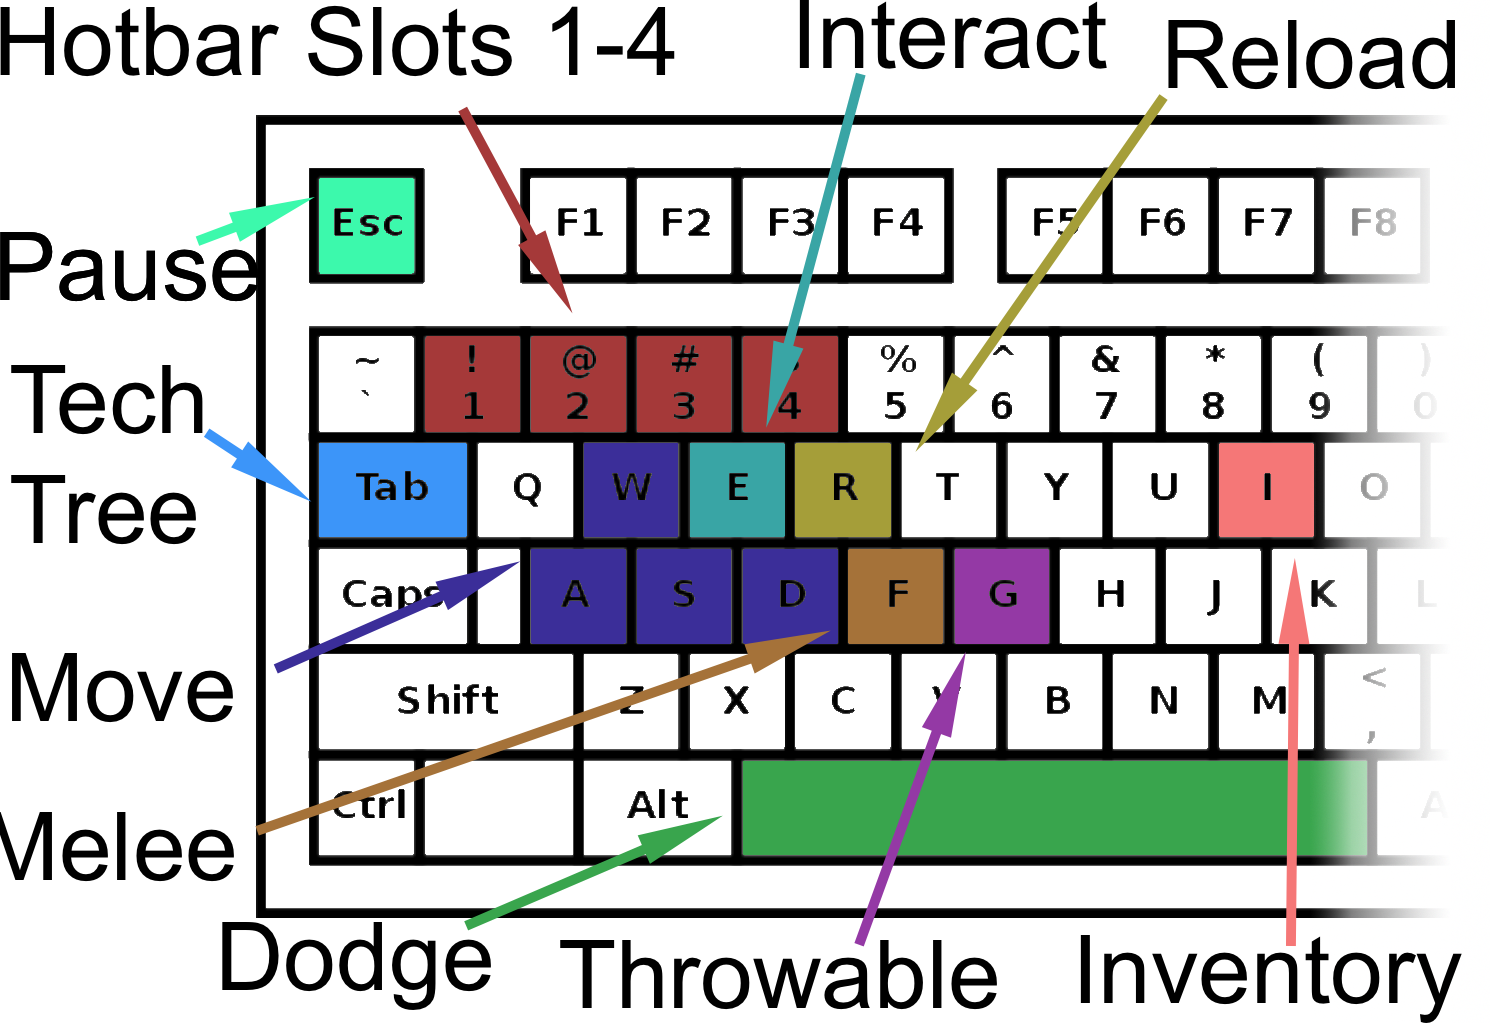 Hotbar Slots 1-4
Interact
Reload
Pause
Esc F1 F2 F3 F4 F5 F6 F7 F8
~ ! @ # % ^ & * ( )
` 1 2 3 4 5 6 7 8 9 0
Tech
Tree
Tab Q W E R T Y U I O
Caps A S D F G H J K L
Move
Shift Z X C V B N M < ,
Melee
Ctrl Alt A
Dodge
Throwable
Inventory